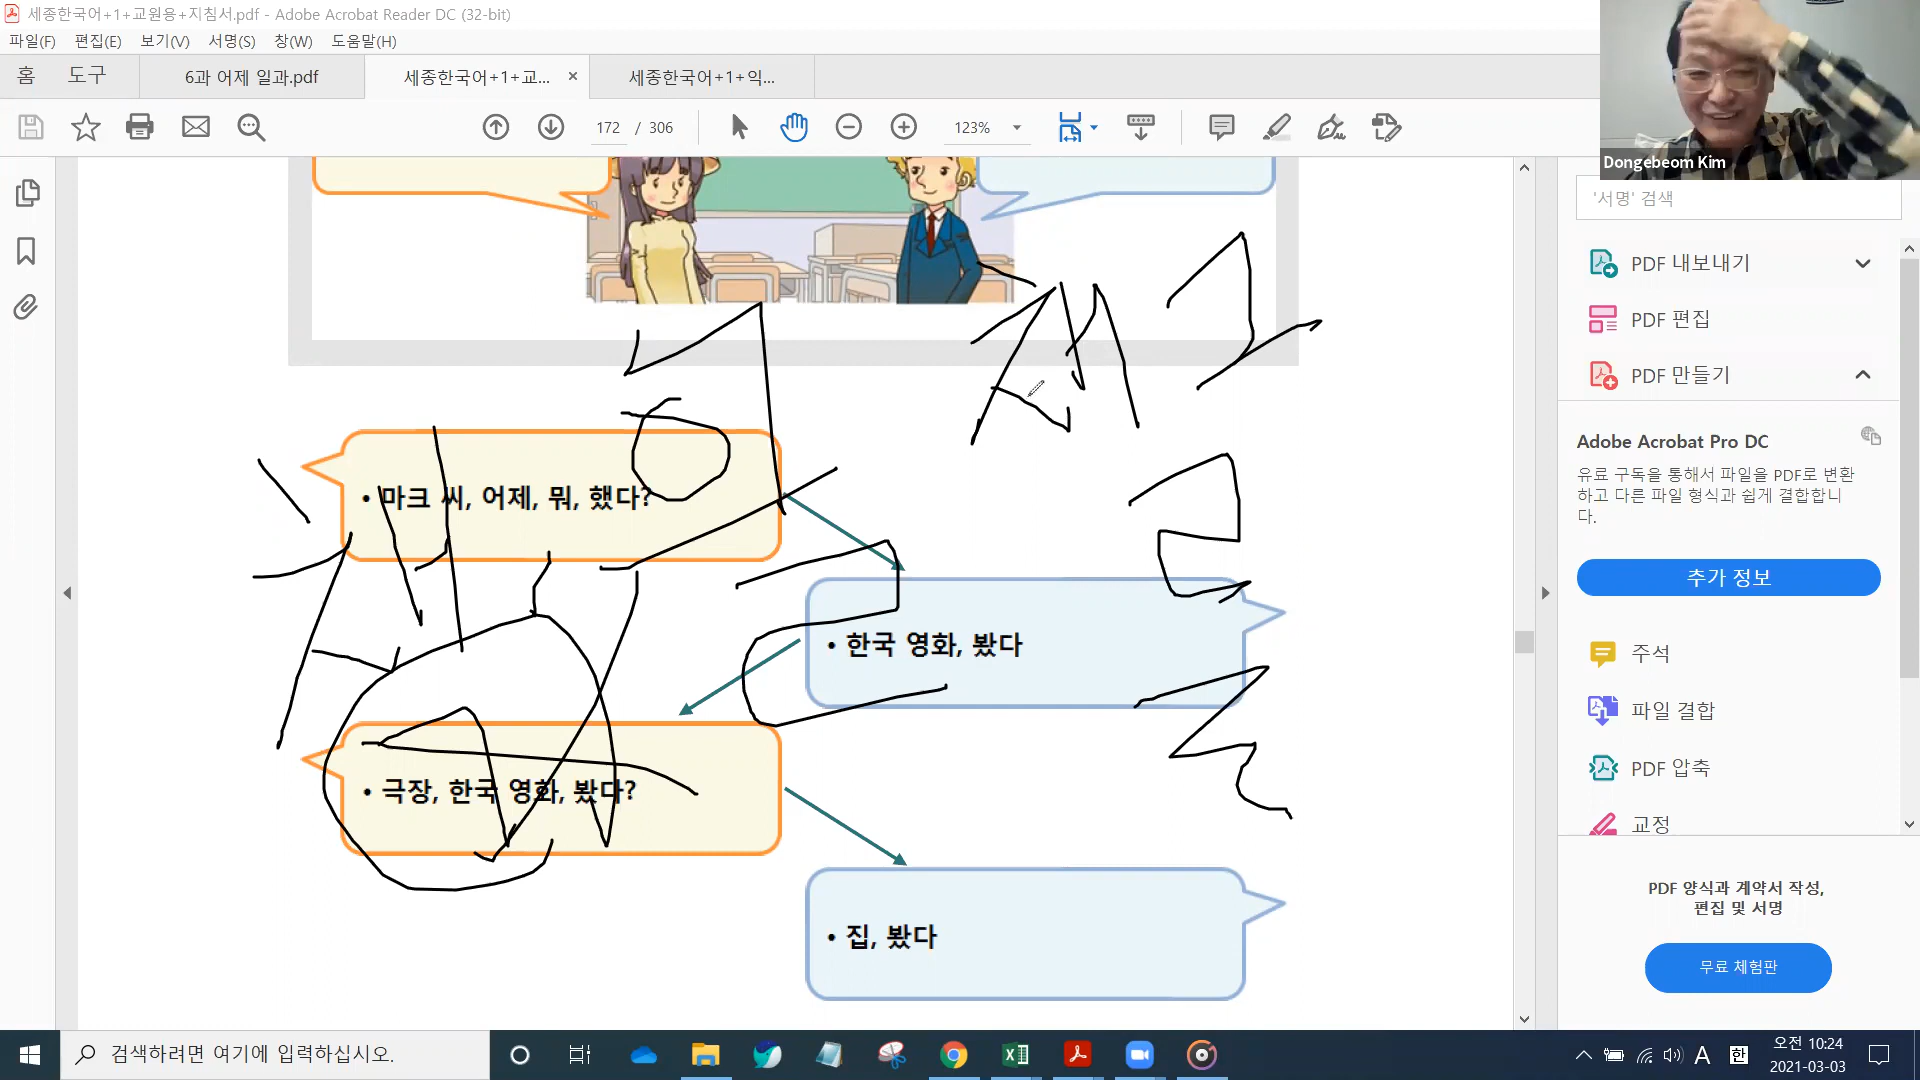 세종한국어+1+교원용+지침서.pdf - Adobe Acrobat Reader DC (32-bit)
파일(F) 편집(E) 보기(V) 서명(S) 창(W) 도움말(H)
홈 도구 6과 어제 일과.pdf 세종한국어+1+교... × 세종한국어+1+익...
172 / 306 123%
Dongebeom Kim
'서명' 검색
PDF 내보내기
PDF 편집
PDF 만들기
Adobe Acrobat Pro DC
유료 구독을 통해서 파일을 PDF로 변환
하고 다른 파일 형식과 쉽게 결합합니
다.
추가 정보
주석
파일 결합
PDF 압축
교정
PDF 양식과 계약서 작성,
편집 및 서명
무료 체험판
• 마크 씨, 어제, 뭐, 했다?
• 한국 영화, 봤다
• 극장, 한국 영화, 봤다?
• 집, 봤다
검색하려면 여기에 입력하십시오.
A 한 오전 10:24
2021-03-03